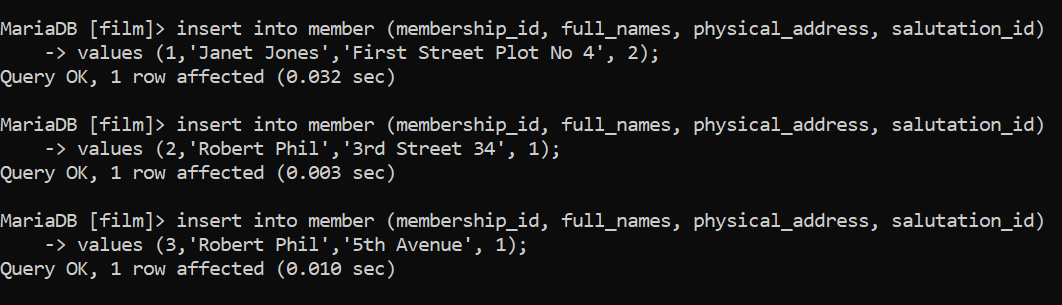 MariaDB [film]> insert into member (membership_id, full_names, physical_address, salutation_id)
    -> values (1,'Janet Jones','First Street Plot No 4', 2);
Query OK, 1 row affected (0.032 sec)

MariaDB [film]> insert into member (membership_id, full_names, physical_address, salutation_id)
    -> values (2,'Robert Phil','3rd Street 34', 1);
Query OK, 1 row affected (0.003 sec)

MariaDB [film]> insert into member (membership_id, full_names, physical_address, salutation_id)
    -> values (3,'Robert Phil','5th Avenue', 1);
Query OK, 1 row affected (0.010 sec)